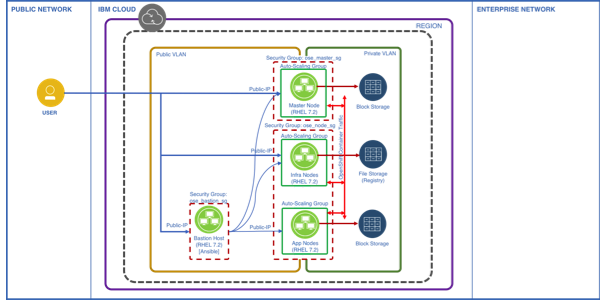 PUBLIC NETWORK
IBM CLOUD
ENTERPRISE NETWORK
REGION
Public VLAN
Private VLAN
Security Group: ose_master_sg
Auto-Scaling Group
Public-IP
Master Node
(RHEL 7.2)
Block Storage
USER
Security Group: ose_node_sg
Auto-Scaling Group
Public-IP
Infra Nodes
(RHEL 7.2)
File Storage
(Registry)
OpenShift Container Traffic
Security Group:
ose_bastion_sg
Public-IP
Bastion Host
(RHEL 7.2)
[Ansible]
Auto-Scaling Group
Public-IP
App Nodes
(RHEL 7.2)
Block Storage